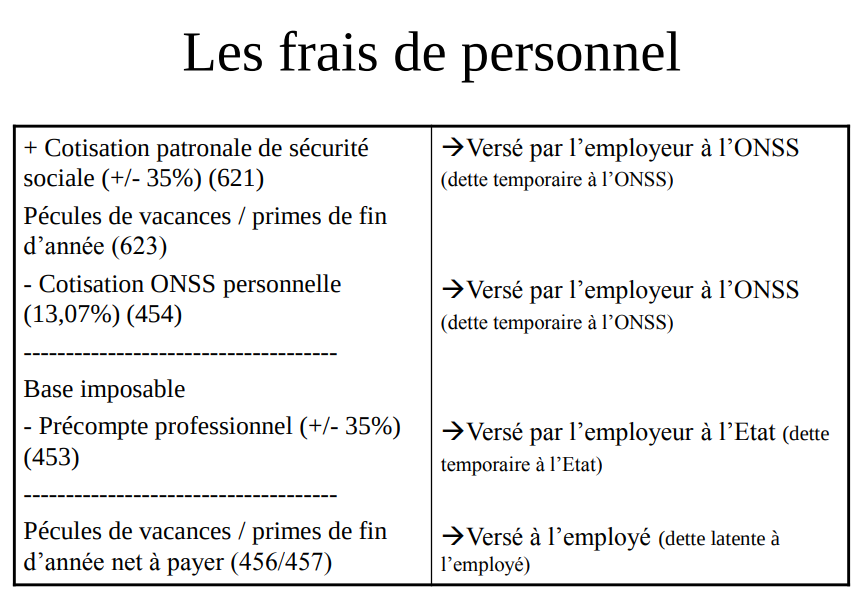 Les frais de personnel
+ Cotisation patronale de sécurité
sociale (+/- 35%) (621)
Pécules de vacances / primes de fin
d’année (623)
- Cotisation ONSS personnelle
(13,07%) (454)
------------------------------------
Base imposable
- Précompte professionnel (+/- 35%)
(453)
------------------------------------
Pécules de vacances / primes de fin
d’année net à payer (456/457)
→Versé par l’employeur à l’ONSS
(dette temporaire à l’ONSS)
→Versé par l’employeur à l’ONSS
(dette temporaire à l’ONSS)
→Versé par l’employeur à l’Etat (dette
temporaire à l’Etat)
→Versé à l’employé (dette latente à
l’employé)